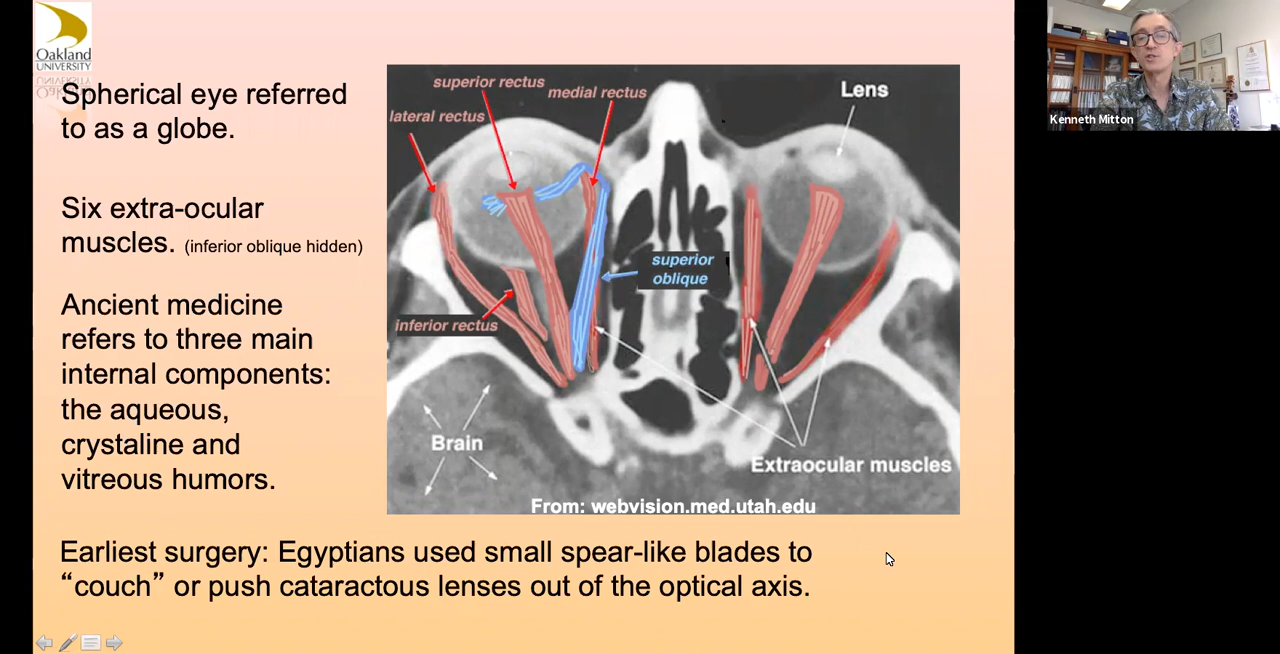 Oakland
UNIVERSITY
Spherical eye referred
to as a globe.
Six extra-ocular
muscles. (inferior oblique hidden)
Ancient medicine
refers to three main
internal components:
the aqueous,
crystaline and
vitreous humors.
superior rectus
medial rectus
lateral rectus
Lens
superior
oblique
inferior rectus
Brain
Extraocular muscles
From: webvision.med.utah.edu
Earliest surgery: Egyptians used small spear-like blades to
“couch” or push cataractous lenses out of the optical axis.
Kenneth Mitton